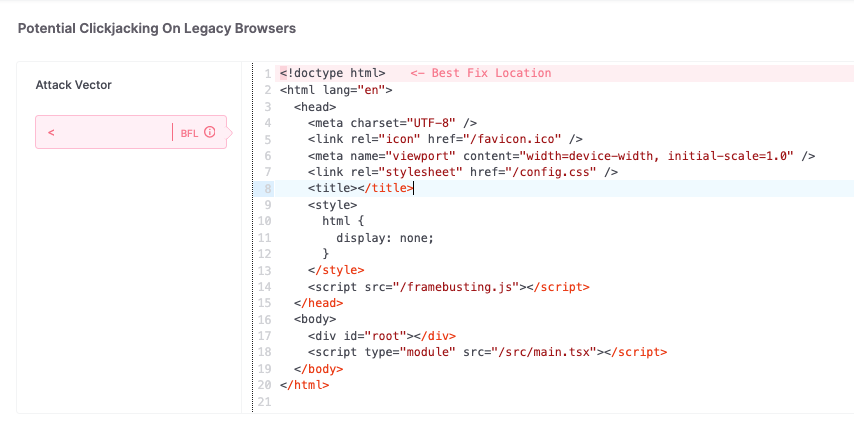 Potential Clickjacking On Legacy Browsers
Attack Vector
<
BFL
1 <!doctype html> <- Best Fix Location
2 <html lang="en">
3 <head>
4 <meta charset="UTF-8" />
5 <link rel="icon" href="/favicon.ico" />
6 <meta name="viewport" content="width=device-width, initial-scale=1.0" />
7 <link rel="stylesheet" href="/config.css" />
8 <title></title>
9 <style>
10 html {
11 display: none;
12 }
13 </style>
14 <script src="/framebusting.js"></script>
15 </head>
16 <body>
17 <div id="root"></div>
18 <script type="module" src="/src/main.tsx"></script>
19 </body>
20 </html>
21